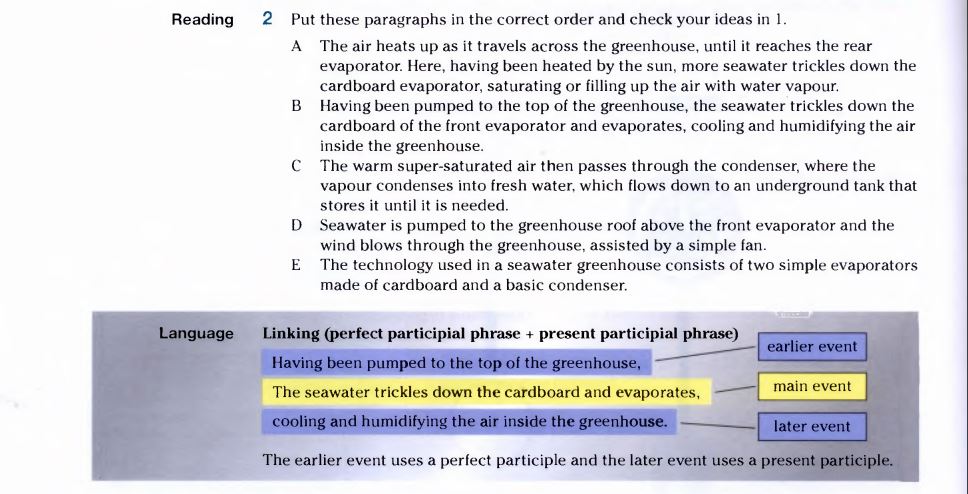 Reading 2 Put these paragraphs in the correct order and check your ideas in 1.
A The air heats up as it travels across the greenhouse, until it reaches the rear
evaporator. Here, having been heated by the sun, more seawater trickles down the
cardboard evaporator, saturating or filling up the air with water vapour.
B Having been pumped to the top of the greenhouse, the seawater trickles down the
cardboard of the front evaporator and evaporates, cooling and humidifying the air
inside the greenhouse.
C The warm super-saturated air then passes through the condenser, where the
vapour condenses into fresh water, which flows down to an underground tank that
stores it until it is needed.
D Seawater is pumped to the greenhouse roof above the front evaporator and the
wind blows through the greenhouse, assisted by a simple fan.
E The technology used in a seawater greenhouse consists of two simple evaporators
made of cardboard and a basic condenser.
Language Linking (perfect participial phrase + present participial phrase)
Having been pumped to the top of the greenhouse,
earlier event
The seawater trickles down the cardboard and evaporates,
main event
cooling and humidifying the air inside the greenhouse.
later event
The earlier event uses a perfect participle and the later event uses a present participle.